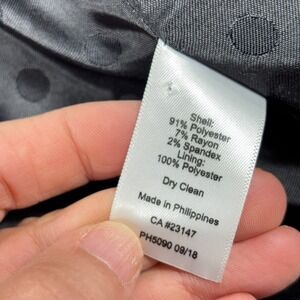 Shell:
91% Polyester
7% Rayon
2% Spandex
Lining:
100% Polyester
Dry Clean
Made in Philippines
CA #23147
PH5090 09/18